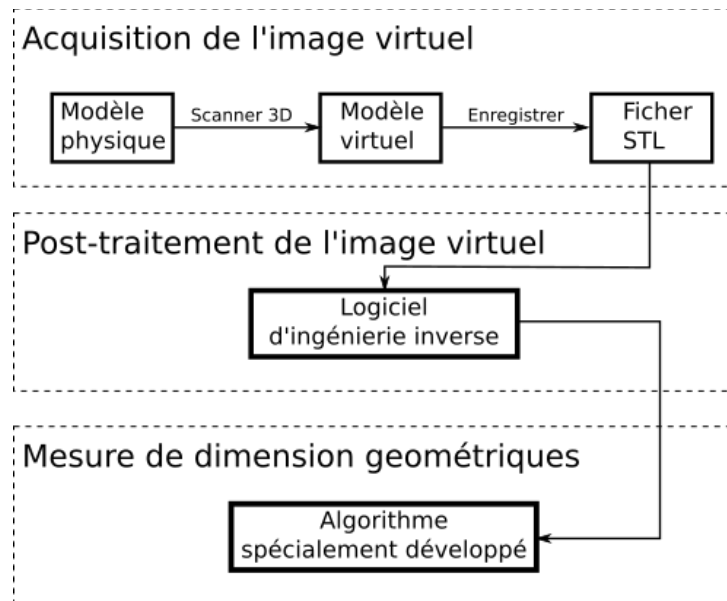 Acquisition de l'image virtuel
Modèle
physique
Scanner 3D
Modèle
virtuel
Enregistrer
Ficher
STL
Post-traitement de l'image virtuel
Logiciel
d'ingénierie inverse
Mesure de dimension geométriques
Algorithme
spécialement développé